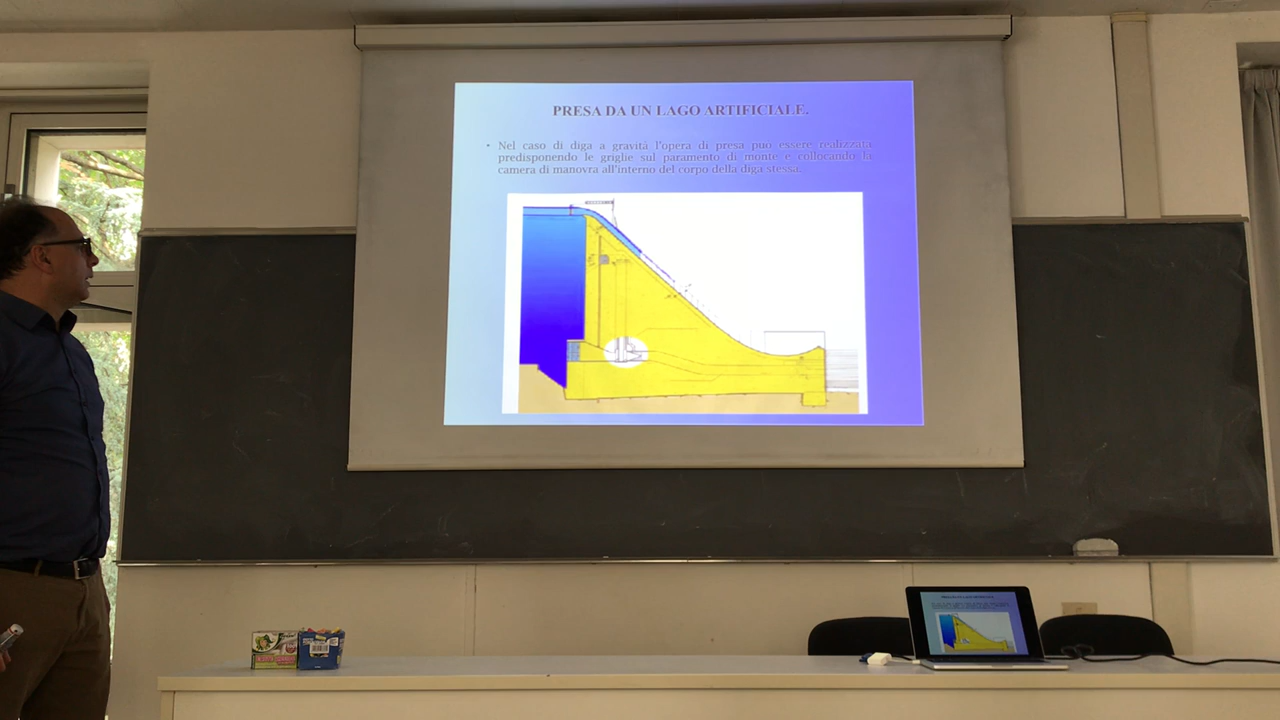 PRESA DA UN LAGO ARTIFICIALE.
• Nel caso di diga a gravità l'opera di presa può essere realizzata
predisponendo le griglie sul paramento di monte e collocando la
camera di manovra all'interno del corpo della diga stessa.